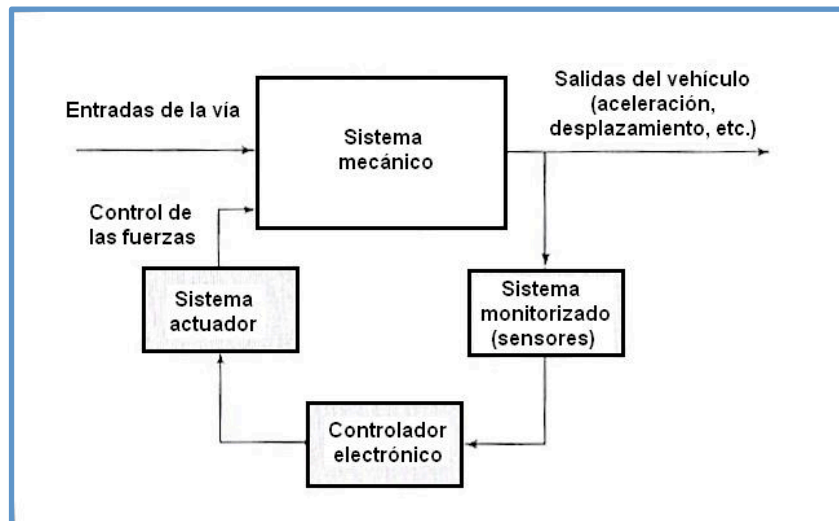 Entradas de la vía
Sistema
mecánico
Salidas del vehículo
(aceleración,
desplazamiento, etc.)
Control de
las fuerzas
Sistema
actuador
Sistema
monitorizado
(sensores)
Controlador
electrónico